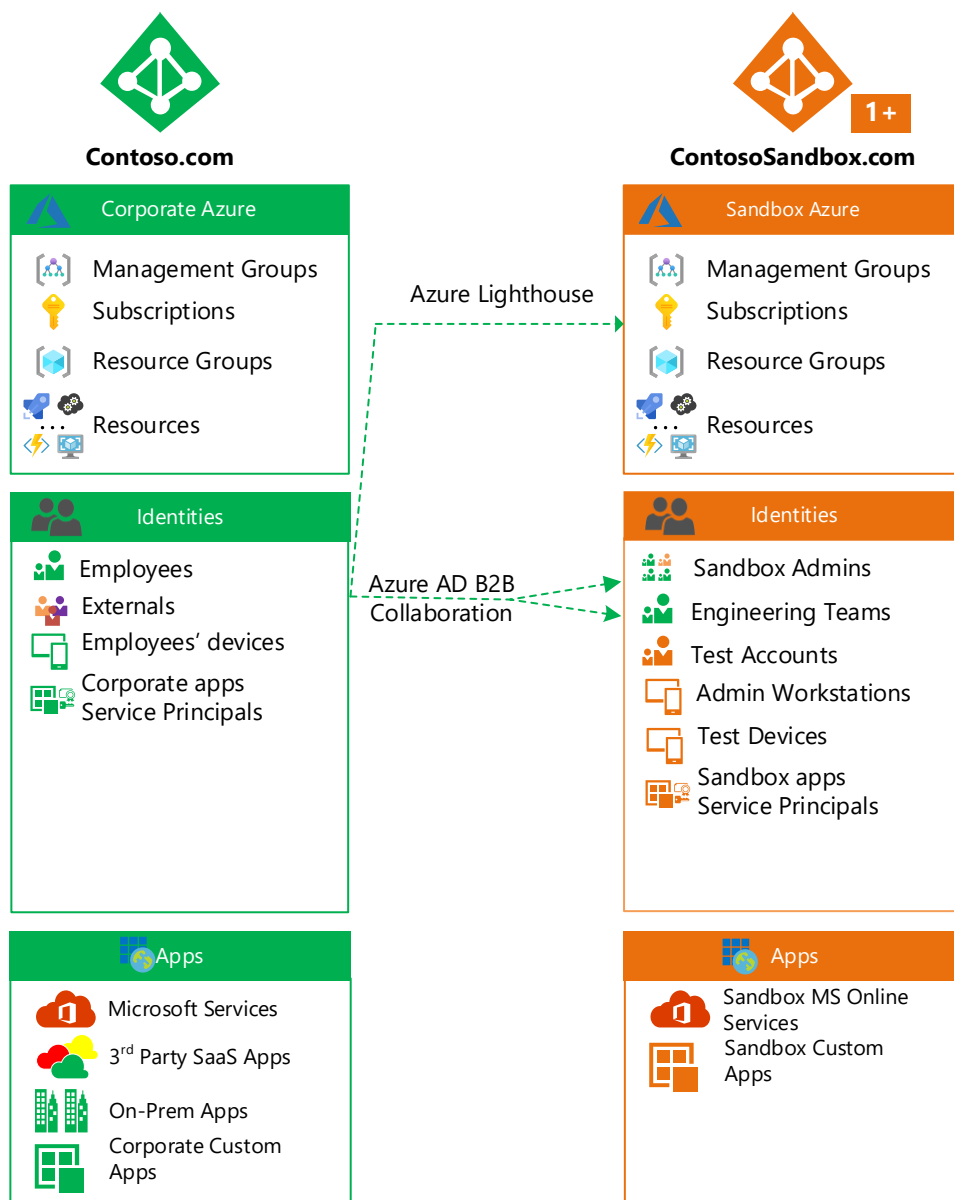 1+
Contoso.com
ContosoSandbox.com
Corporate Azure
Management Groups
Subscriptions
Resource Groups
...
Resources
Azure Lighthouse
Sandbox Azure
Management Groups
Subscriptions
Resource Groups
...
Resources
Identities
Employees
Externals
Employees’ devices
Corporate apps
Service Principals
Azure AD B2B
Collaboration
Identities
Sandbox Admins
Engineering Teams
Test Accounts
Admin Workstations
Test Devices
Sandbox apps
Service Principals
Apps
Microsoft Services
3rd Party SaaS Apps
On-Prem Apps
Corporate Custom
Apps
Apps
Sandbox MS Online
Services
Sandbox Custom
Apps